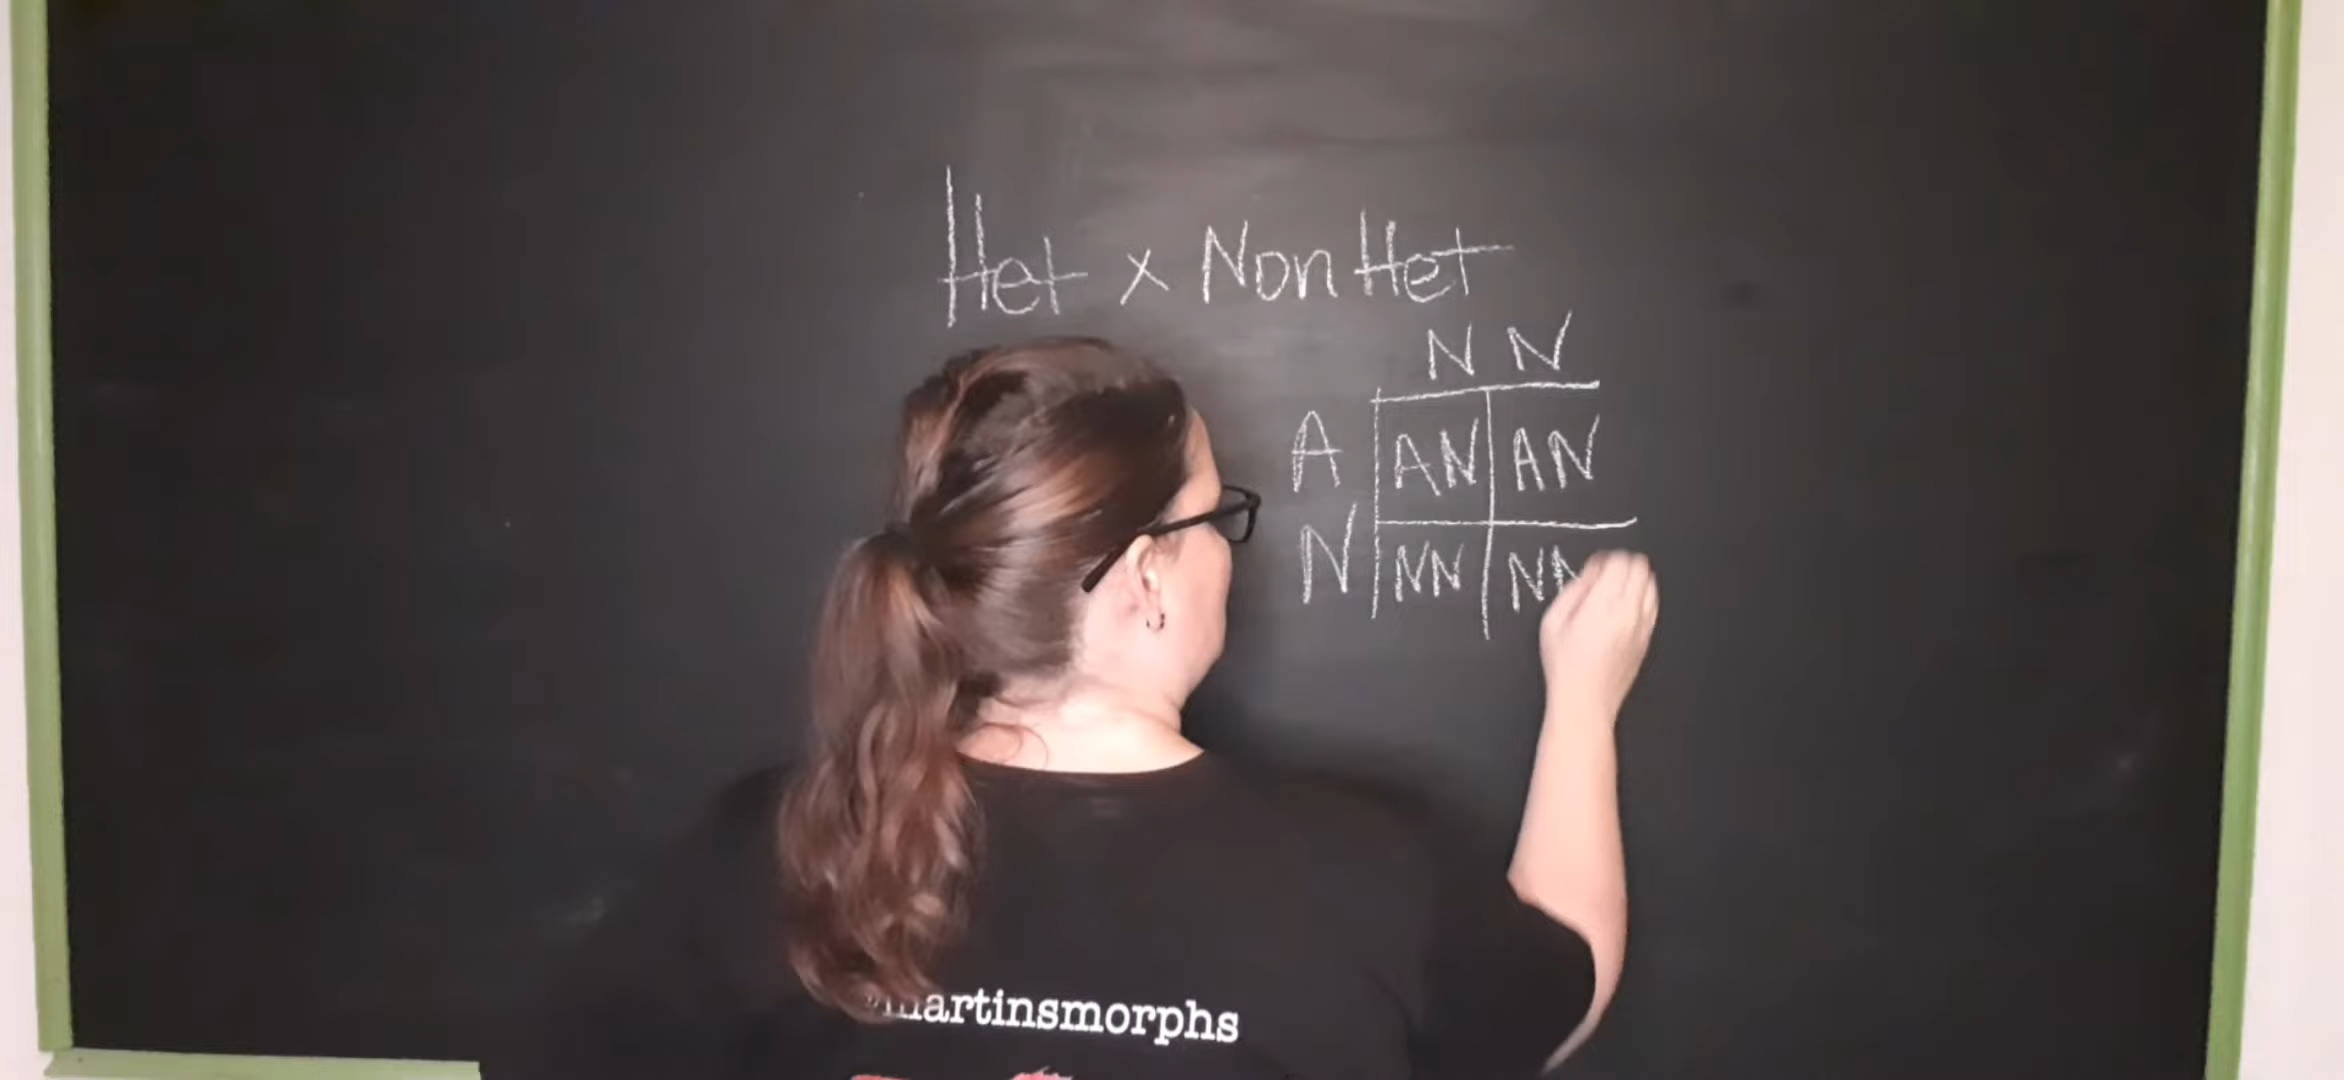 Het x Non Het
N N
A AN AN
N NN NN
martinsmorphs